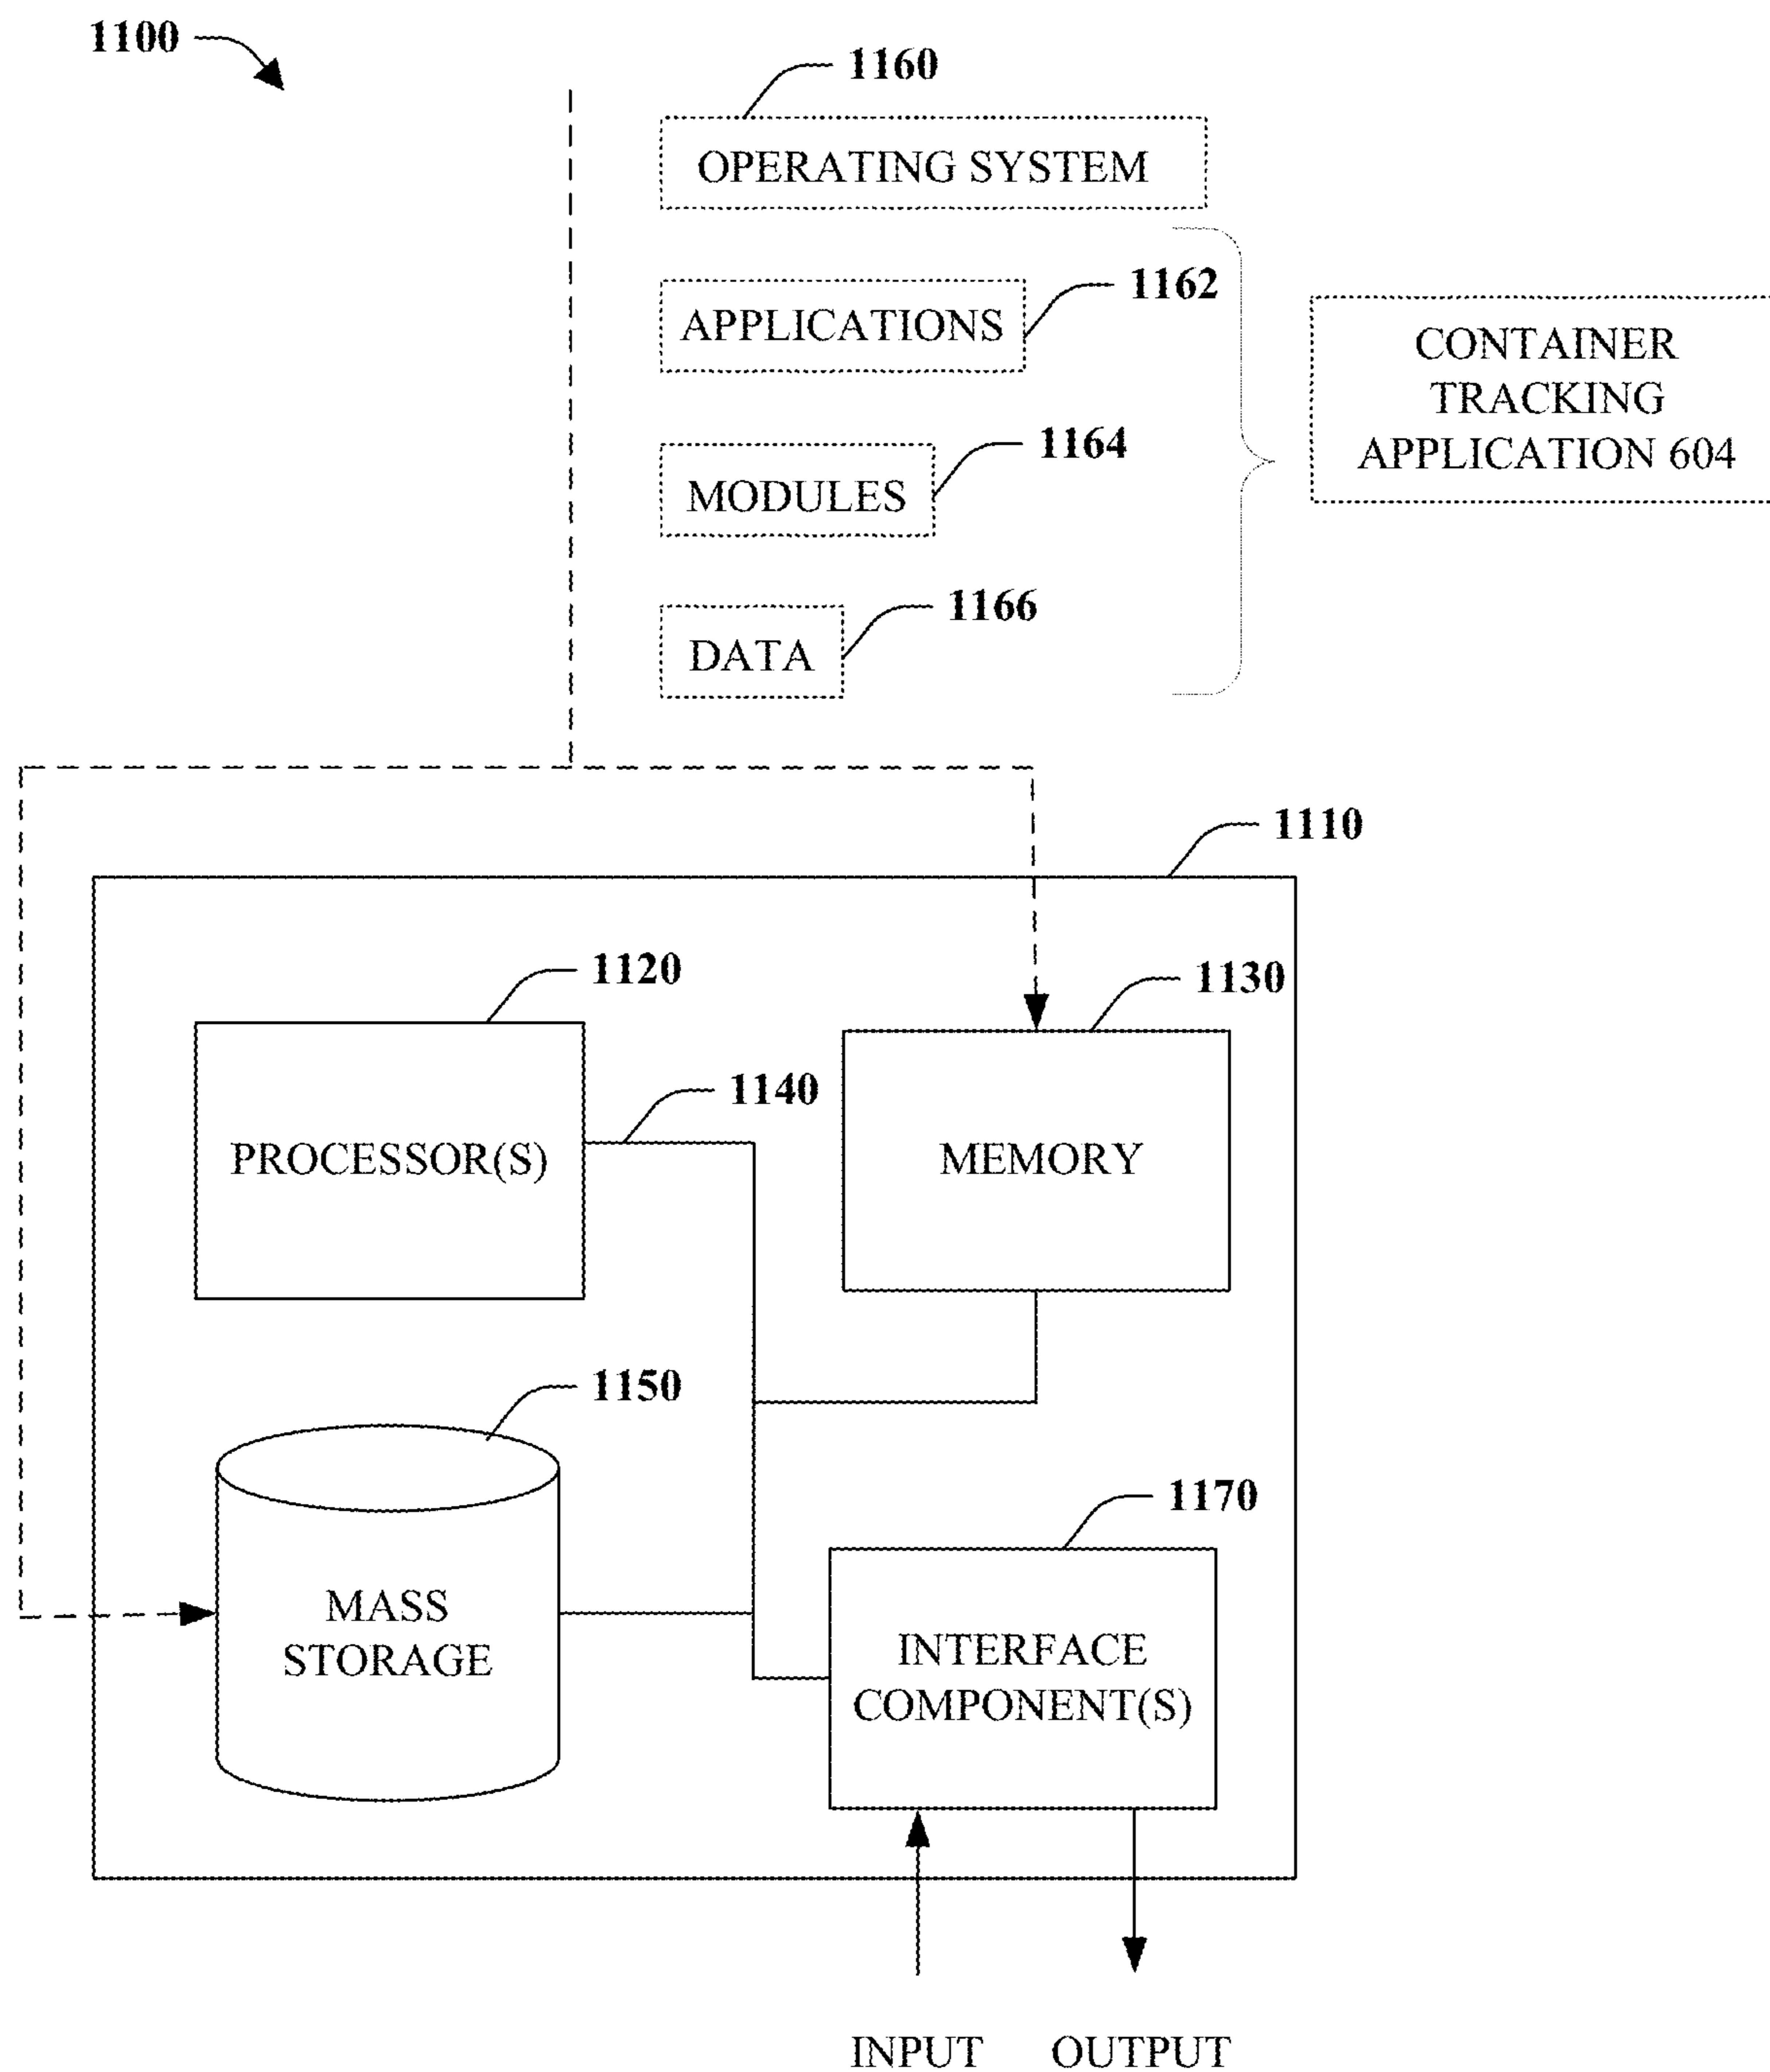 1100
1160
OPERATING SYSTEM
1162
APPLICATIONS
CONTAINER
TRACKING
APPLICATION 604
1164
MODULES
1166
DATA
1110
1120
1130
1140
PROCESSOR(S)
MEMORY
1150
1170
MASS
STORAGE
INTERFACE
COMPONENT(S)
INPUT
OUTPUT